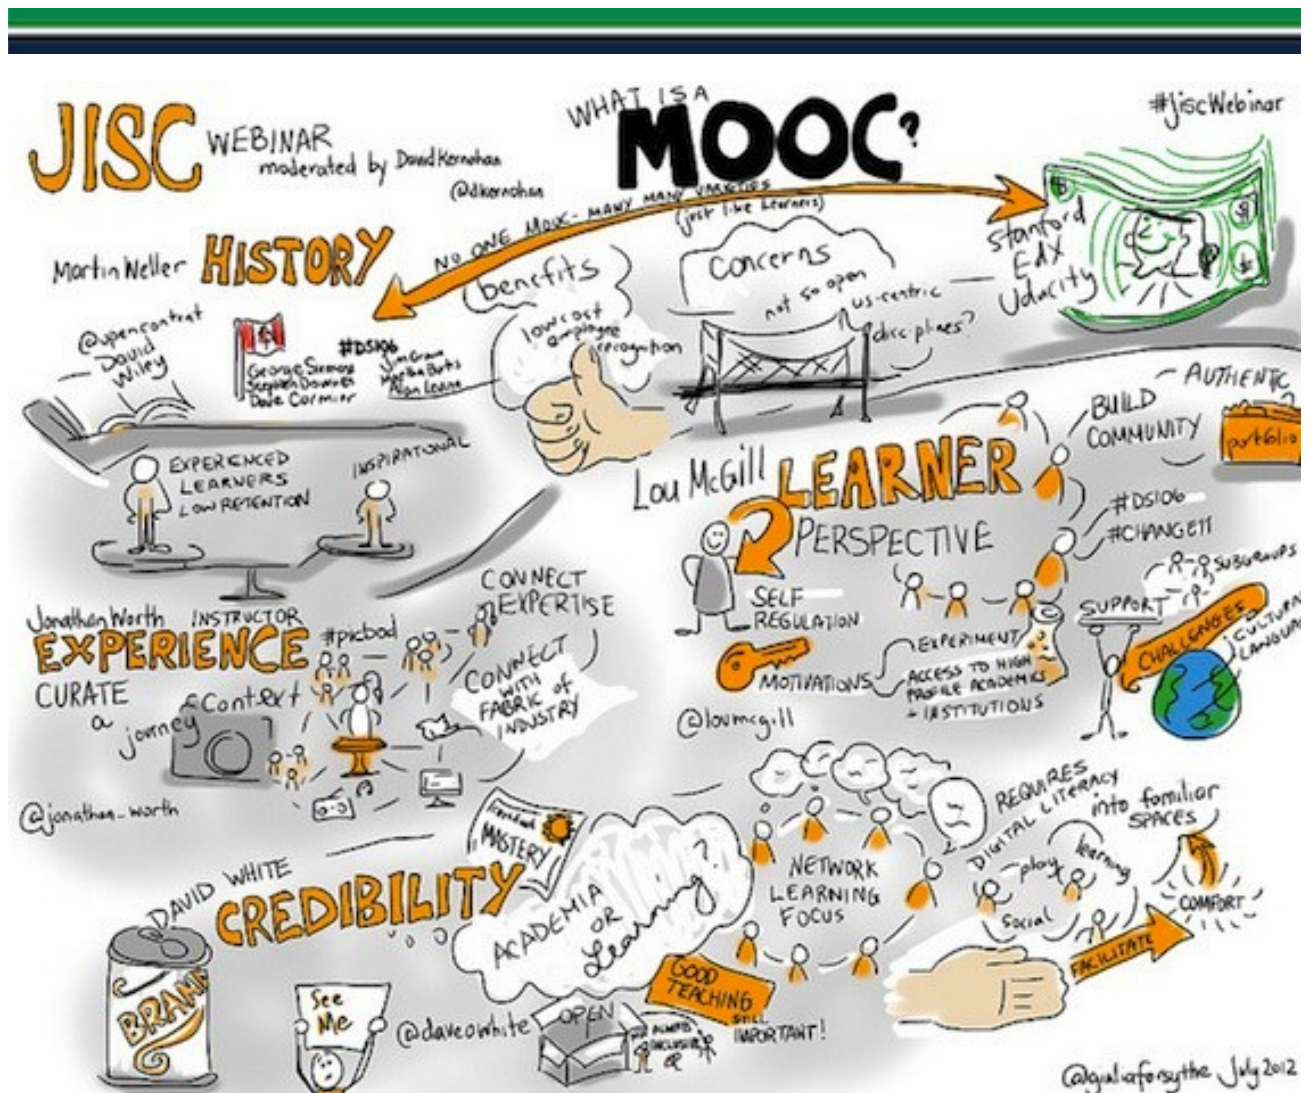 JISC WEBINAR
moderated by David Kernohan
@dkernohan
WHAT IS A
MOOC?
#JiscWebinar
NO ONE MOOC - MANY MANY VARIETIES
(just like learners)
Martin Weller HISTORY
@opencontent
David
Wiley
George Siemens
Stephen Downes
Dave Cormier
#DS106
Jim Groom
Alan Levine
benefits
low cost
recognition
concerns
not so open
us-centric
disciplines?
Stanford
EdX
Udacity
EXPERIENCED
LEARNERS
LOW RETENTION
INSPIRATIONAL
Lou McGill LEARNER
PERSPECTIVE
BUILD
COMMUNITY
AUTHENTIC
portfolio
#DS106
#CHANGE11
SELF
REGULATION
MOTIVATIONS
EXPERIMENT
ACCESS TO HIGH
PROFILE ACADEMICS
+ INSTITUTIONS
@loumcgill
SUPPORT
SUBGROUPS
CHALLENGES
Jonathan Worth INSTRUCTOR
EXPERIENCE
#picbod
CURATE
a
journey
Context
CONNECT
EXPERTISE
CONNECT
WITH
FABRIC of
INDUSTRY
@jonathan_worth
DAVID WHITE
CREDIBILITY
BRAND
See
Me
@daveowhite
MASTERY
ACADEMIA
OR
Learning?
OPEN
GOOD
TEACHING
STILL
IMPORTANT!
NETWORK
LEARNING
FOCUS
REQUIRES
DIGITAL LITERACY
play
learning
social
into familiar
SPACES
COMFORT
FACILITATE
@giuliaforsythe July 2012